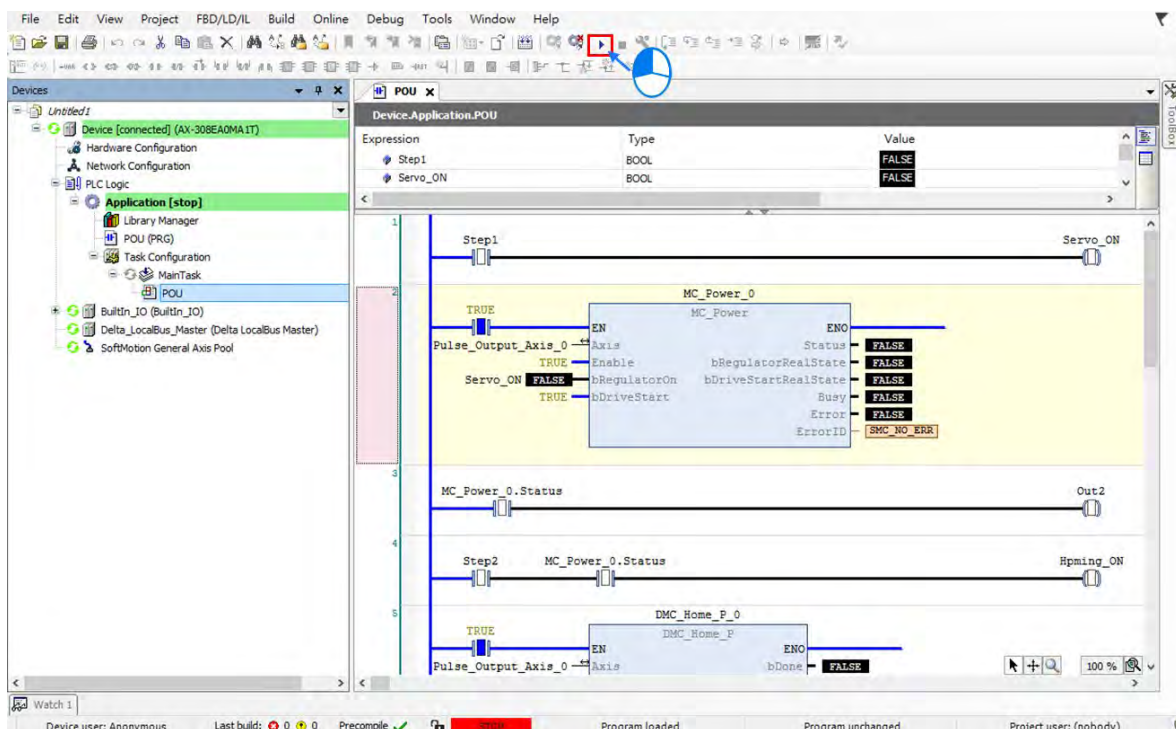 File Edit View Project FBD/LD/IL Build Online Debug Tools Window Help
Devices
POU
ToolBox
Untitled1
Device [connected] (AX-308EA0MA1T)
Hardware Configuration
Network Configuration
PLC Logic
Application [stop]
Library Manager
POU (PRG)
Task Configuration
MainTask
POU
BuiltIn_IO (BuiltIn_IO)
Delta_LocalBus_Master (Delta LocalBus Master)
SoftMotion General Axis Pool
Device.Application.POU
Expression Type Value
Step1 BOOL FALSE
Servo_ON BOOL FALSE
1
Step1 Servo_ON
2
MC_Power_0
TRUE MC_Power
EN ENO
Pulse_Output_Axis_0 Axis Status FALSE
TRUE Enable bRegulatorRealState FALSE
Servo_ON FALSE bRegulatorOn bDriveStartRealState FALSE
TRUE bDriveStart Busy FALSE
Error FALSE
ErrorID SMC_NO_ERR
3
MC_Power_0.Status Out2
4
Step2 MC_Power_0.Status Hpming_ON
5
DMC_Home_P_0
TRUE DMC_Home_P
EN ENO
Pulse_Output_Axis_0 Axis bDone FALSE
100 %
Watch 1
Device user: Anonymous Last build: 0 0 Precompile STOP Program loaded Program unchanged Project user: (nobody)